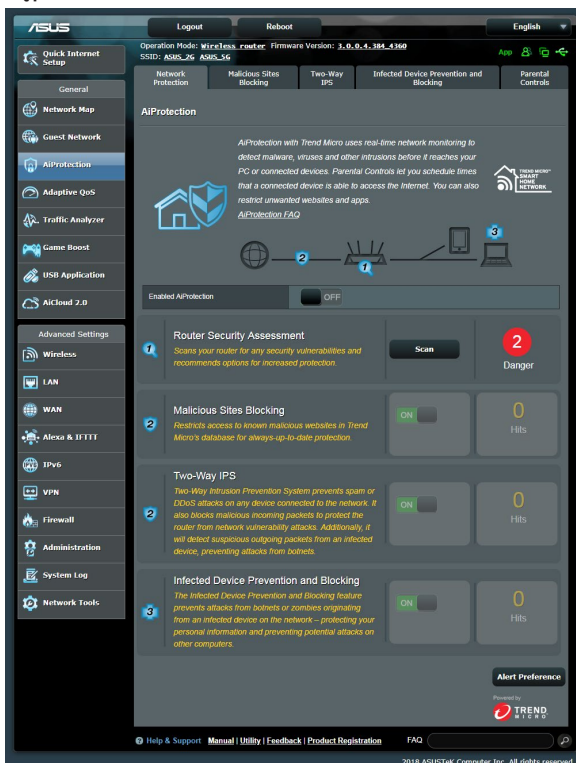 ASUS
Logout
Reboot
English
Quick Internet
Setup
Operation Mode: Wireless router Firmware Version: 3.0.0.4.384_4360
SSID: ASUS_2G ASUS_5G
App
General
Network Map
Guest Network
AiProtection
Adaptive QoS
Traffic Analyzer
Game Boost
USB Application
AiCloud 2.0
Advanced Settings
Wireless
LAN
WAN
Alexa & IFTTT
IPv6
VPN
Firewall
Administration
System Log
Network Tools
Network
Protection
Malicious Sites
Blocking
Two-Way
IPS
Infected Device Prevention and
Blocking
Parental
Controls
AiProtection
AiProtection with Trend Micro uses real-time network monitoring to
detect malware, viruses and other intrusions before it reaches your
PC or connected devices. Parental Controls let you schedule times
that a connected device is able to access the Internet. You can also
restrict unwanted websites and apps.
AiProtection FAQ
TREND MICRO™
SMART
HOME
NETWORK
2
1
3
Enabled AiProtection
OFF
1
Router Security Assessment
Scans your router for any security vulnerabilities and
recommends options for increased protection.
Scan
2
Danger
2
Malicious Sites Blocking
Restricts access to known malicious websites in Trend
Micro's database for always-up-to-
date protection.
ON
0
Hits
2
Two-Way IPS
Two-Way Intrusion Prevention System prevents spam or
DDoS attacks on any device connected to the network. It
also blocks malicious incoming packets to protect the
router from network vulnerability attacks. Additionally, it
will detect suspicious outgoing packets from an infected
device, preventing attacks from botnets.
ON
0
Hits
3
Infected Device Prevention and Blocking
The Infected Device Prevention and Blocking feature
prevents attacks from botnets or zombies originating
from an infected device on the network – protecting your
personal information and preventing potential attacks on
other computers.
ON
0
Hits
Alert Preference
Powered by
TREND
MICRO
Help & Support Manual | Utility | Feedback | Product Registration FAQ
2018 ASUSTeK Computer Inc. All rights reserved.